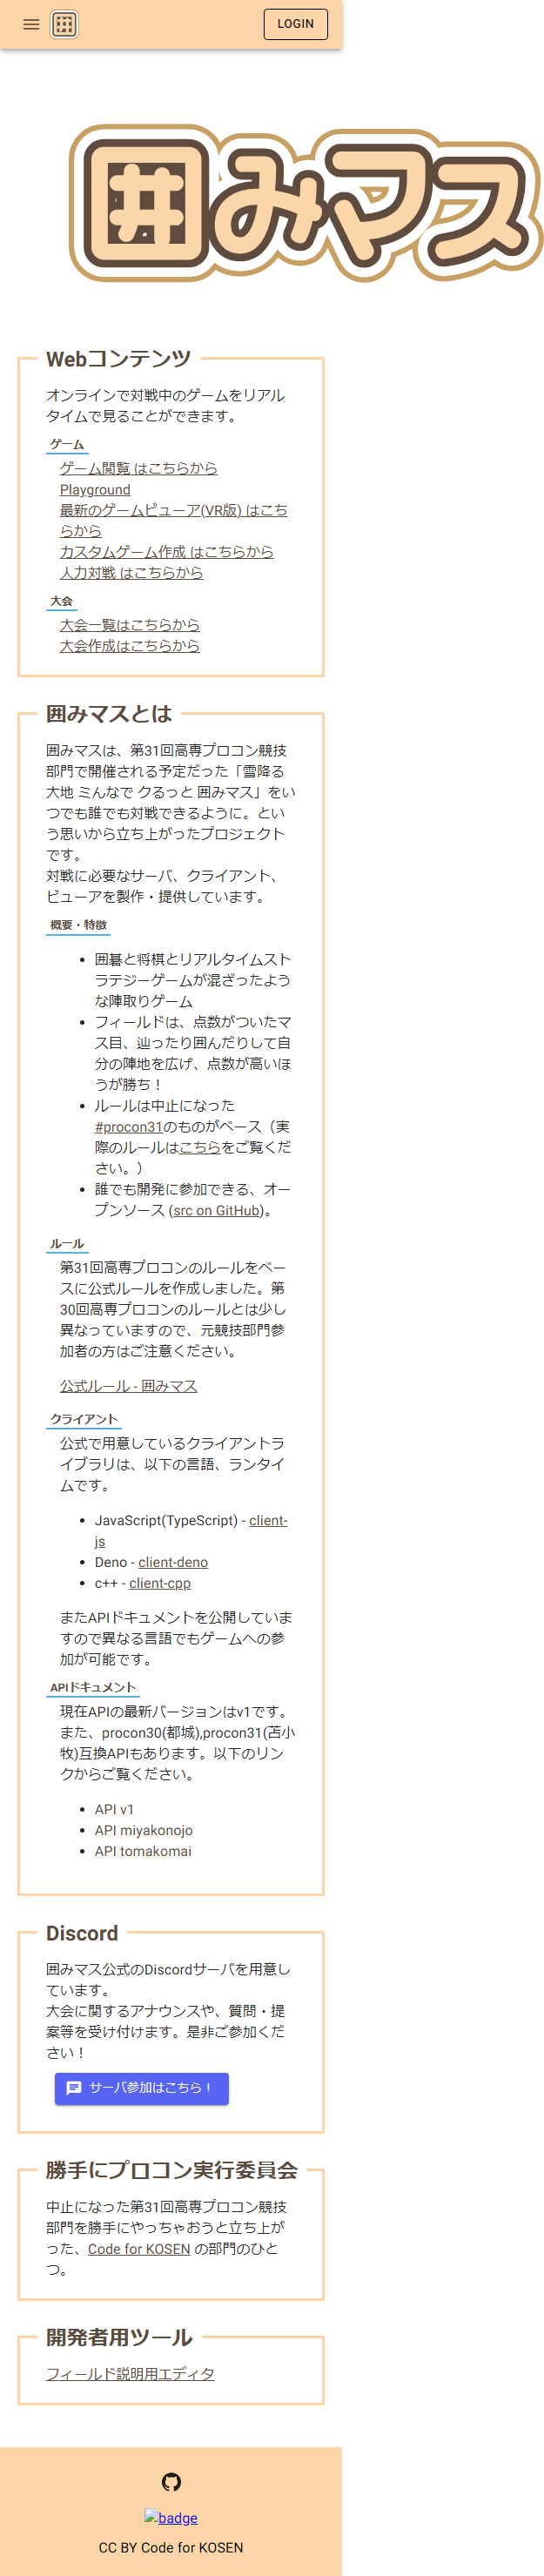 LOGIN
囲みマス
Webコンテンツ
オンラインで対戦中のゲームをリアル
タイムで見ることができます。
ゲーム
ゲーム閲覧 はこちらから
Playground
最新のゲームビューア(VR版) はこち
らから
カスタムゲーム作成 はこちらから
人力対戦 はこちらから
大会
大会一覧はこちらから
大会作成はこちらから
囲みマスとは
囲みマスは、第31回高専プロコン競技
部門で開催される予定だった「雪降る
大地 みんなで クるっと 囲みマス」をい
つでも誰でも対戦できるように。とい
う思いから立ち上がったプロジェクト
です。
対戦に必要なサーバ、クライアント、
ビューアを製作・提供しています。
概要・特徴
囲碁と将棋とリアルタイムスト
ラテジーゲームが混ざったよう
な陣取りゲーム
フィールドは、点数がついたマ
ス目、辿ったり囲んだりして自
分の陣地を広げ、点数が高いほ
うが勝ち！
ルールは中止になった
#procon31のものがベース（実
際のルールはこちらをご覧くだ
さい。）
誰でも開発に参加できる、オー
プンソース (src on GitHub)。
ルール
第31回高専プロコンのルールをベー
スに公式ルールを作成しました。第
30回高専プロコンのルールとは少し
異なっていますので、元競技部門参
加者の方はご注意ください。
公式ルール - 囲みマス
クライアント
公式で用意しているクライアントラ
イブラリは、以下の言語、ランタイ
ムです。
JavaScript(TypeScript) - client-
js
Deno - client-deno
c++ - client-cpp
またAPIドキュメントを公開していま
すので異なる言語でもゲームへの参
加が可能です。
APIドキュメント
現在APIの最新バージョンはv1です。
また、procon30(都城),procon31(苫小
牧)互換APIもあります。以下のリン
クからご覧ください。
API v1
API miyakonojo
API tomakomai
Discord
囲みマス公式のDiscordサーバを用意し
ています。
大会に関するアナウンスや、質問・提
案等を受け付けます。是非ご参加くだ
さい！
サーバ参加はこちら！
勝手にプロコン実行委員会
中止になった第31回高専プロコン競技
部門を勝手にやっちゃおうと立ち上が
った、Code for KOSEN の部門のひと
つ。
開発者用ツール
フィールド説明用エディタ
badge
CC BY Code for KOSEN